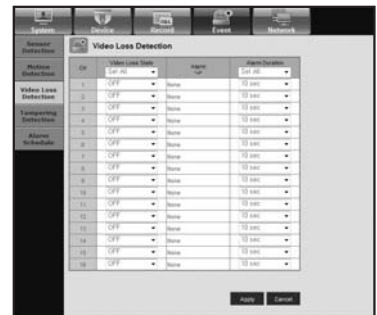 System Device Record Event Network
Sensor Detection
Motion Detection
Video Loss Detection
Tampering Detection
Alarm Schedule
Video Loss Detection
CH Video Loss State Alarm Alarm Duration
Set All Set All
1 OFF None 10 sec
2 OFF None 10 sec
3 OFF None 10 sec
4 OFF None 10 sec
5 OFF None 10 sec
6 OFF None 10 sec
7 OFF None 10 sec
8 OFF None 10 sec
9 OFF None 10 sec
10 OFF None 10 sec
11 OFF None 10 sec
12 OFF None 10 sec
13 OFF None 10 sec
14 OFF None 10 sec
15 OFF None 10 sec
16 OFF None 10 sec
Apply Cancel